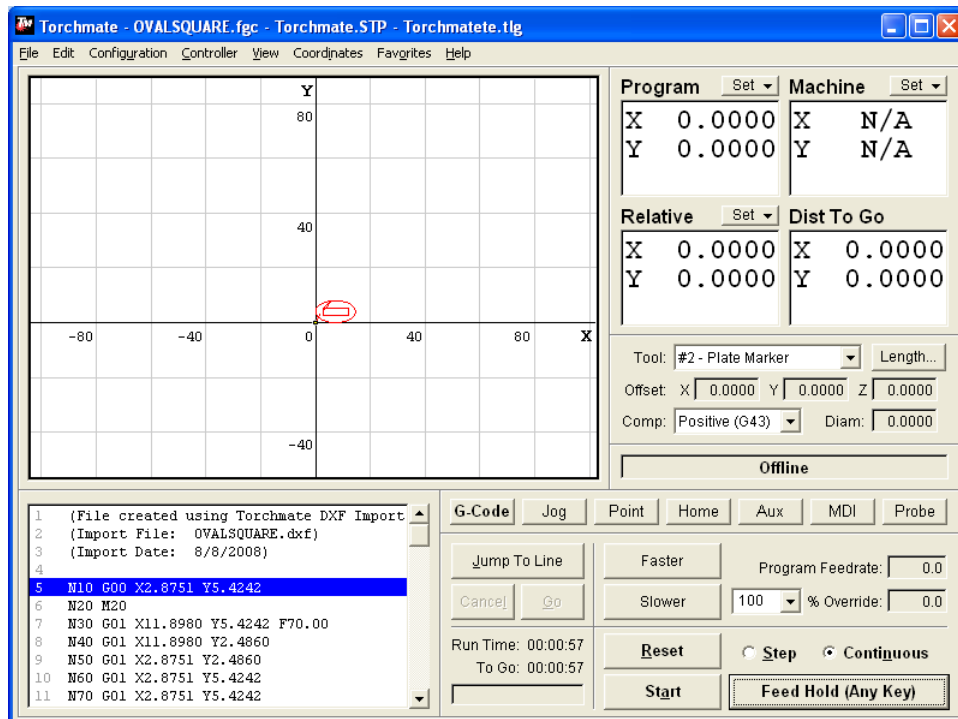 Torchmate - OVALSQUARE.fgc - Torchmate.STP - Torchmatete.tlg
File Edit Configuration Controller View Coordinates Favorites Help
Y
80
40
-80 -40 0 40 80 X
-40
Program Set Machine Set
X 0.0000 X N/A
Y 0.0000 Y N/A
Relative Set Dist To Go
X 0.0000 X 0.0000
Y 0.0000 Y 0.0000
Tool: #2 - Plate Marker Length...
Offset: X 0.0000 Y 0.0000 Z 0.0000
Comp: Positive (G43) Diam: 0.0000
Offline
1 (File created using Torchmate DXF Import
2 (Import File: OVALSQUARE.dxf)
3 (Import Date: 8/8/2008)
4
5 N10 G00 X2.8751 Y5.4242
6 N20 M20
7 N30 G01 X11.8980 Y5.4242 F70.00
8 N40 G01 X11.8980 Y2.4860
9 N50 G01 X2.8751 Y2.4860
10 N60 G01 X2.8751 Y5.4242
11 N70 G01 X2.8751 Y5.4242
G-Code Jog Point Home Aux MDI Probe
Jump To Line Faster Program Feedrate: 0.0
Cancel Go Slower 100 % Override: 0.0
Run Time: 00:00:57
To Go: 00:00:57
Reset Step Continuous
Start Feed Hold (Any Key)